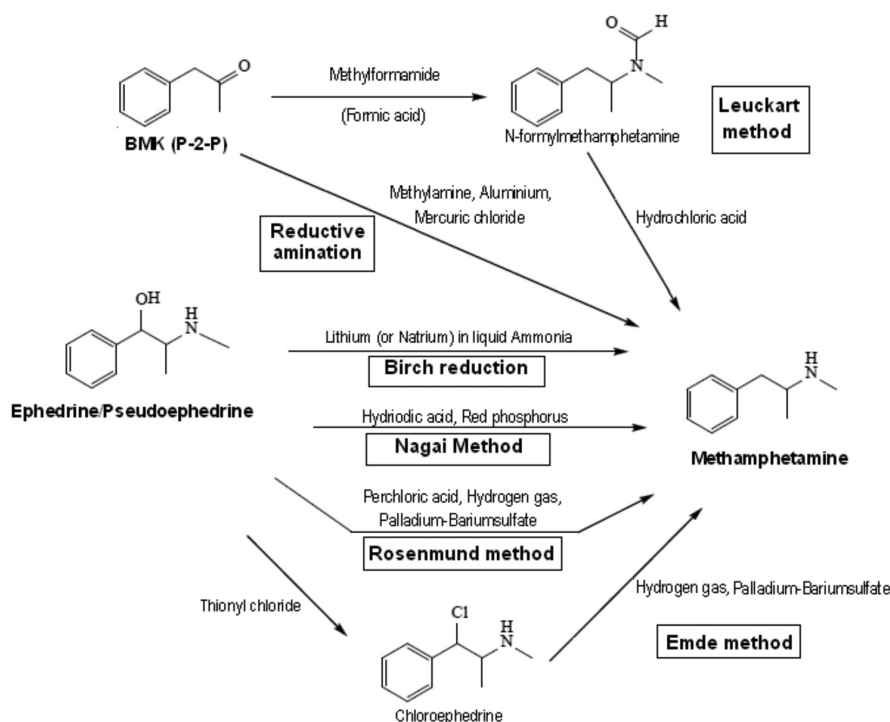 O
H
O
Methylformamide
N
(Formic acid)
Leuckart
method
N-formylmethamphetamine
BMK (P-2-P)
Methylamine, Aluminium,
Mercuric chloride
Hydrochloric acid
Reductive
amination
OH
H
N
Lithium (or Natrium) in liquid Ammonia
Birch reduction
H
N
Ephedrine/Pseudoephedrine
Hydriodic acid, Red phosphorus
Nagai Method
Methamphetamine
Perchloric acid, Hydrogen gas,
Palladium-Bariumsulfate
Rosenmund method
Hydrogen gas, Palladium-Bariumsulfate
Thionyl chloride
Cl
H
N
Emde method
Chloroephedrine